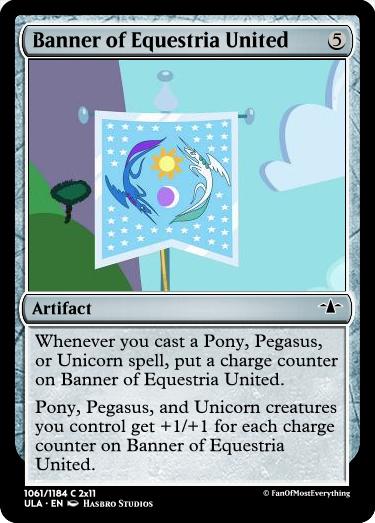 Banner of Equestria United 5
Artifact
Whenever you cast a Pony, Pegasus,
or Unicorn spell, put a charge counter
on Banner of Equestria United.
Pony, Pegasus, and Unicorn creatures
you control get +1/+1 for each charge
counter on Banner of Equestria
United.
1061/1184 C 2x11
ULA • EN HASBRO STUDIOS
© FanOfMostEverything